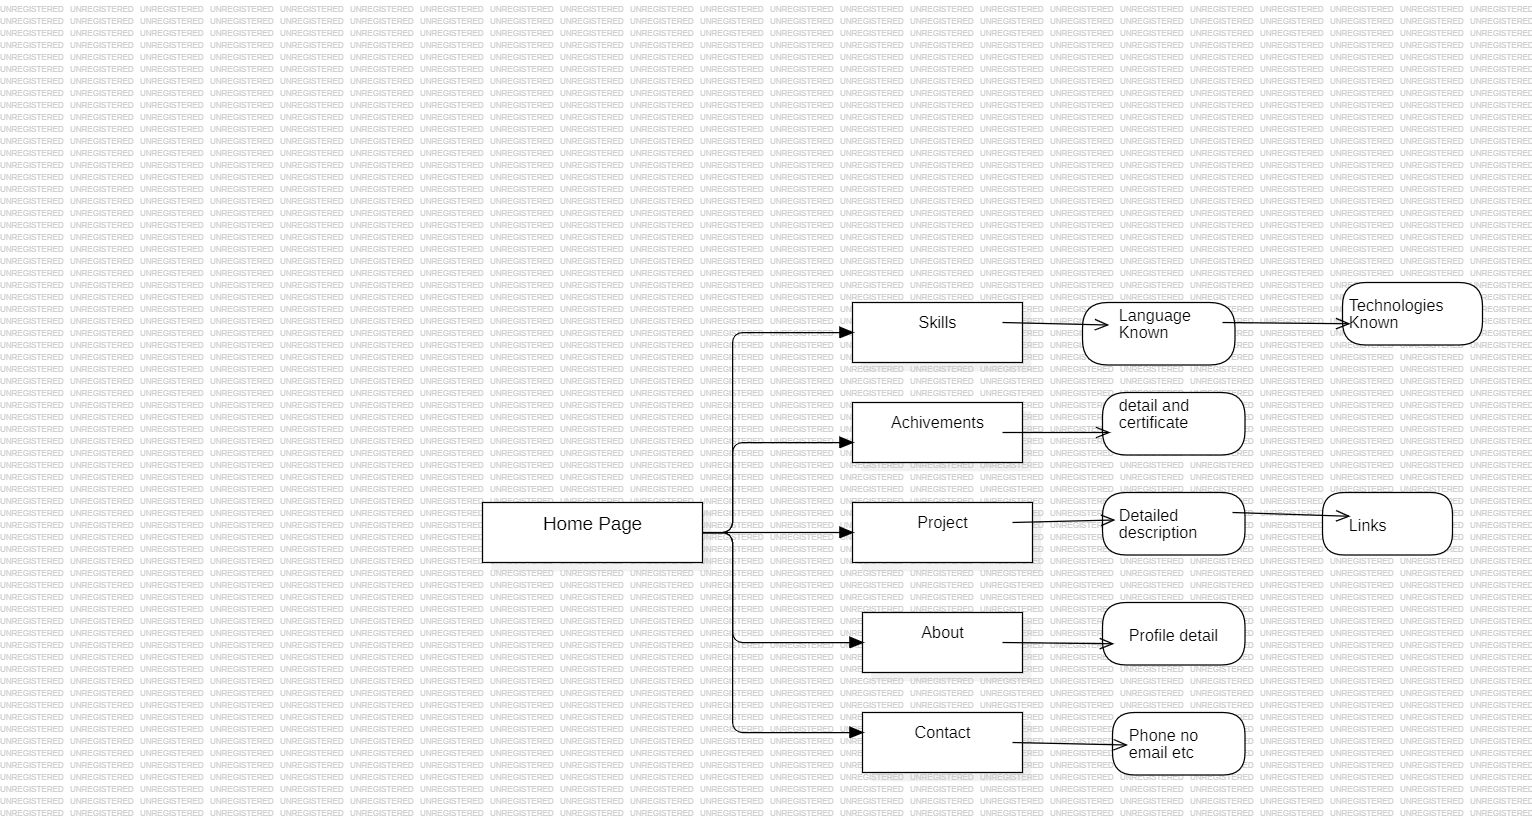 Technologies
Known
Skills
Language
Known
Achivements
detail and
certificate
Home Page
Project
Detailed
description
Links
About
Profile detail
Contact
Phone no
email etc
UNREGISTERED